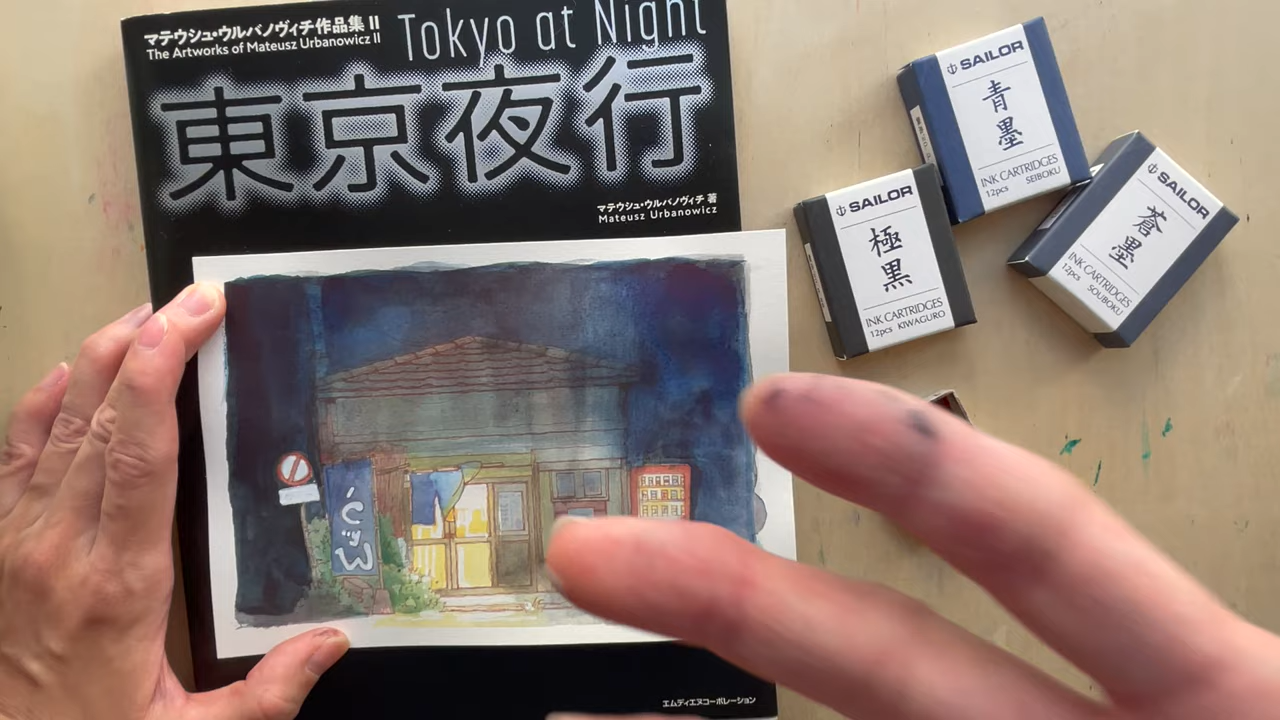 マテウシュ・ウルバノヴィチ作品集 II
The Artworks of Mateusz Urbanowicz II
Tokyo at Night
東京夜行
マテウシュ・ウルバノヴィチ 著
Mateusz Urbanowicz
エムディエヌコーポレーション
SAILOR
青墨
INK CARTRIDGES
12pcs SEIBOKU
SAILOR
極黒
INK CARTRIDGES
12pcs KIWAGURO
SAILOR
蒼墨
INK CARTRIDGES
12pcs SOUBOKU